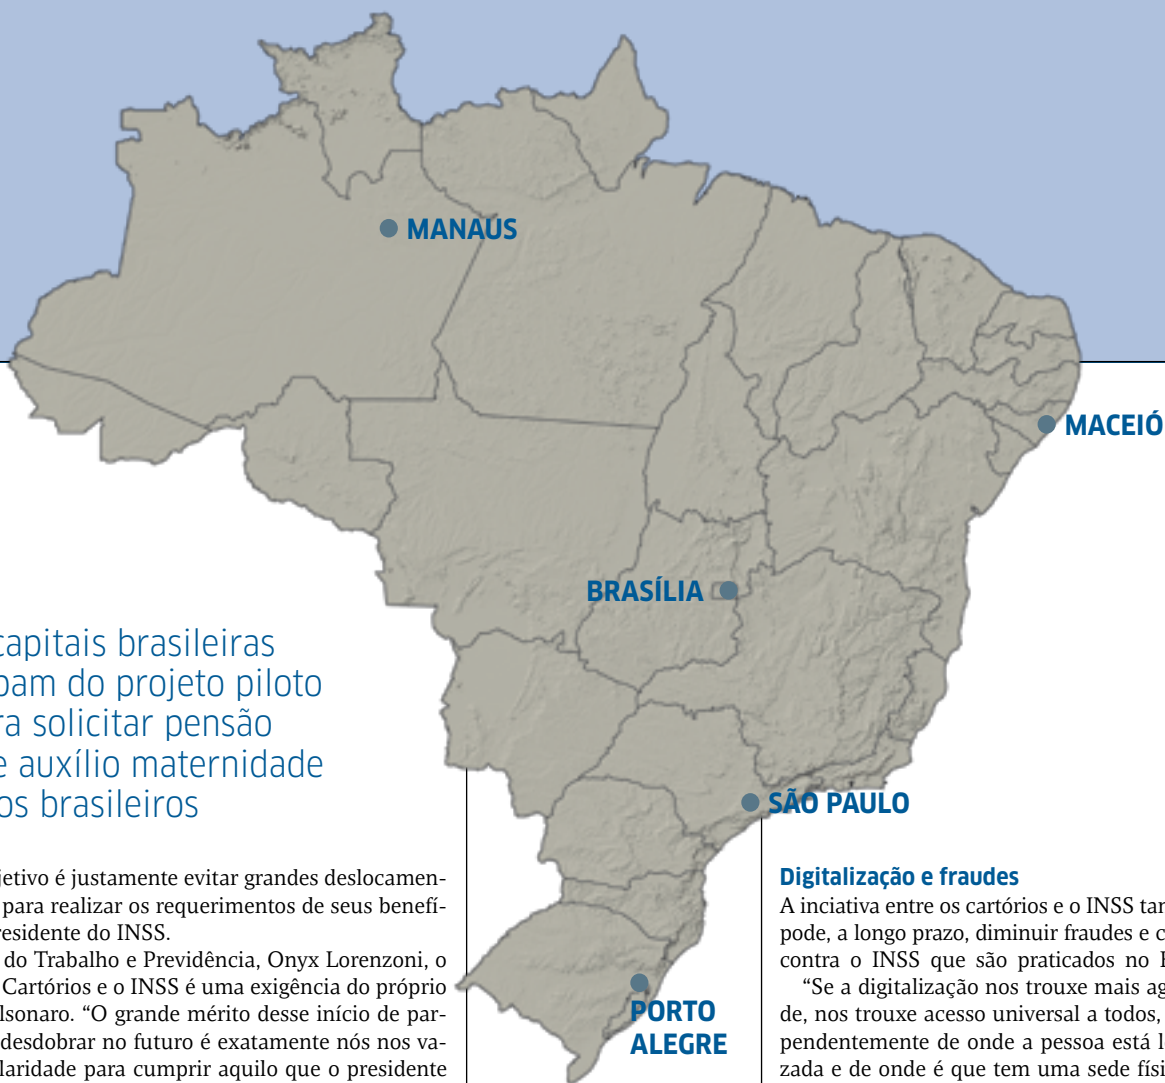 MANAUS
MACEIÓ
BRASÍLIA
SÃO PAULO
PORTO
ALEGRE
capitais brasileiras
pam do projeto piloto
ra solicitar pensão
e auxílio maternidade
os brasileiros
jetivo é justamente evitar grandes deslocamen-
para realizar os requerimentos de seus benefí-
residente do INSS.
do Trabalho e Previdência, Onyx Lorenzoni, o
Cartórios e o INSS é uma exigência do próprio
lsonaro. “O grande mérito desse início de par-
desdobrar no futuro é exatamente nós nos va-
laridade para cumprir aquilo que o presidente
Digitalização e fraudes
A inciativa entre os cartórios e o INSS tan
pode, a longo prazo, diminuir fraudes e c
contra o INSS que são praticados no
“Se a digitalização nos trouxe mais ag
de, nos trouxe acesso universal a todos,
pendentemente de onde a pessoa está l
zada e de onde é que tem uma sede físi